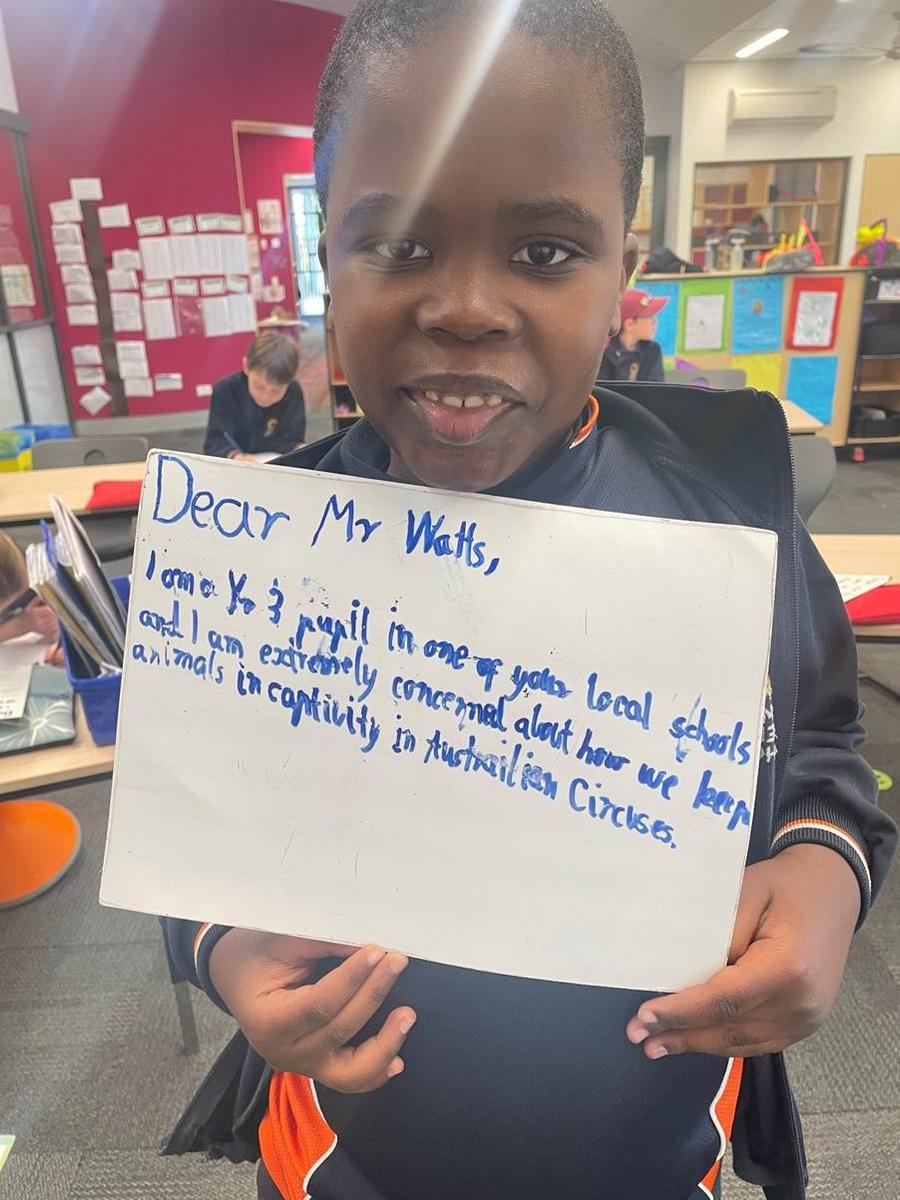 Dear Mr Watts,
I am a Yr 3 pupil in one of your local schools
and I am extremely concerned about how we keep
animals in captivity in Austrailian Circuses.